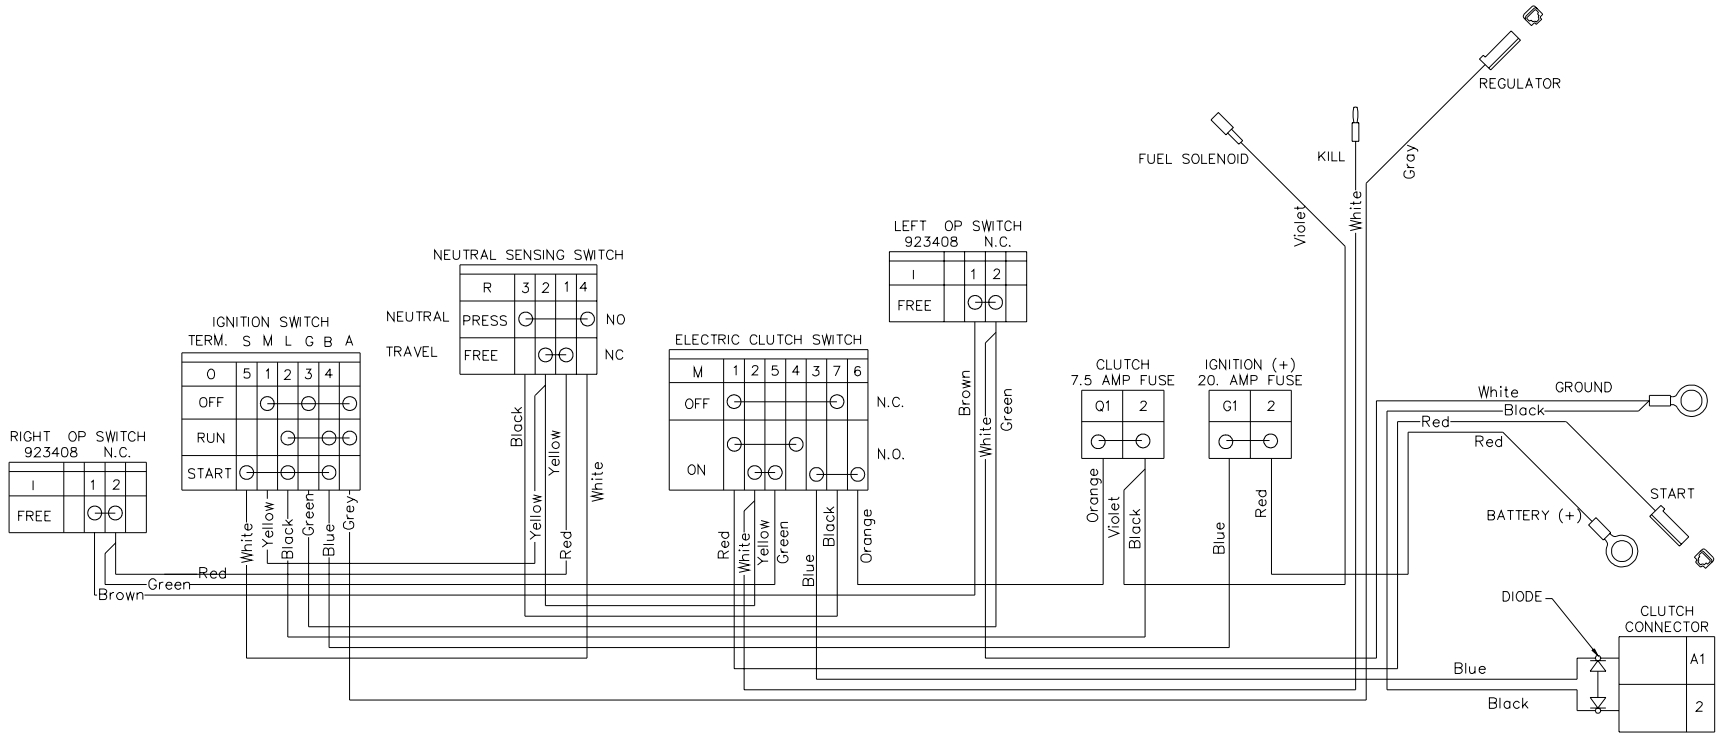 REGULATOR
Gray
FUEL SOLENOID
KILL
Violet
White
LEFT OP SWITCH
923408 N.C.
I 1 2
FREE
NEUTRAL SENSING SWITCH
R 3 2 1 4
NEUTRAL PRESS NO
TRAVEL FREE NC
IGNITION SWITCH
TERM. S M L G B A
O 5 1 2 3 4
OFF
RUN
START
ELECTRIC CLUTCH SWITCH
M 1 2 5 4 3 7 6
OFF N.C.
ON N.O.
CLUTCH
7.5 AMP FUSE
Q1 2
IGNITION (+)
20. AMP FUSE
G1 2
RIGHT OP SWITCH
923408 N.C.
I 1 2
FREE
White
Yellow
Black
Green
Blue
Grey
Black
Yellow
Yellow
Red
White
Red
White
Yellow
Green
Blue
Black
Orange
Brown
White
Green
Orange
Violet
Black
Blue
Red
Red
Green
Brown
White GROUND
Black
Red
Red
START
BATTERY (+)
DIODE
CLUTCH
CONNECTOR
A1
2
Blue
Black